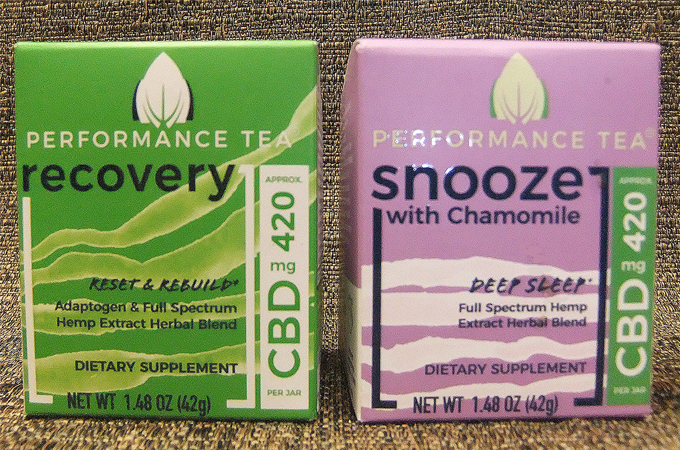 PERFORMANCE TEA
recovery
RESET & REBUILD*
Adaptogen & Full Spectrum
Hemp Extract Herbal Blend
DIETARY SUPPLEMENT
NET WT 1.48 OZ (42g)
APPROX.
420
mg
CBD
PER JAR
PERFORMANCE TEA®
snooze
with Chamomile
DEEP SLEEP*
Full Spectrum Hemp
Extract Herbal Blend
DIETARY SUPPLEMENT
NET WT 1.48 OZ (42g)
APPROX.
420
mg
CBD
PER JAR